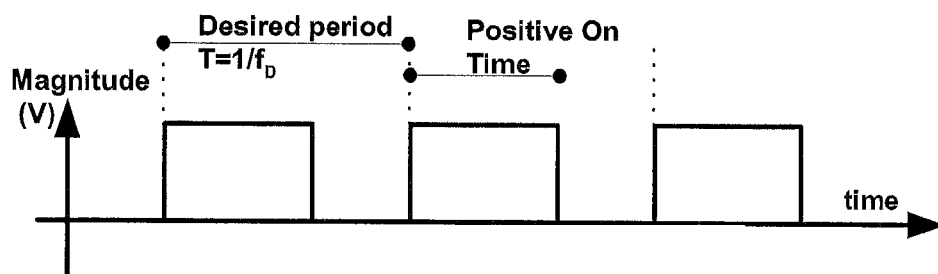 Desired period
T=1/f_D
Positive On
Time
Magnitude
(V)
time